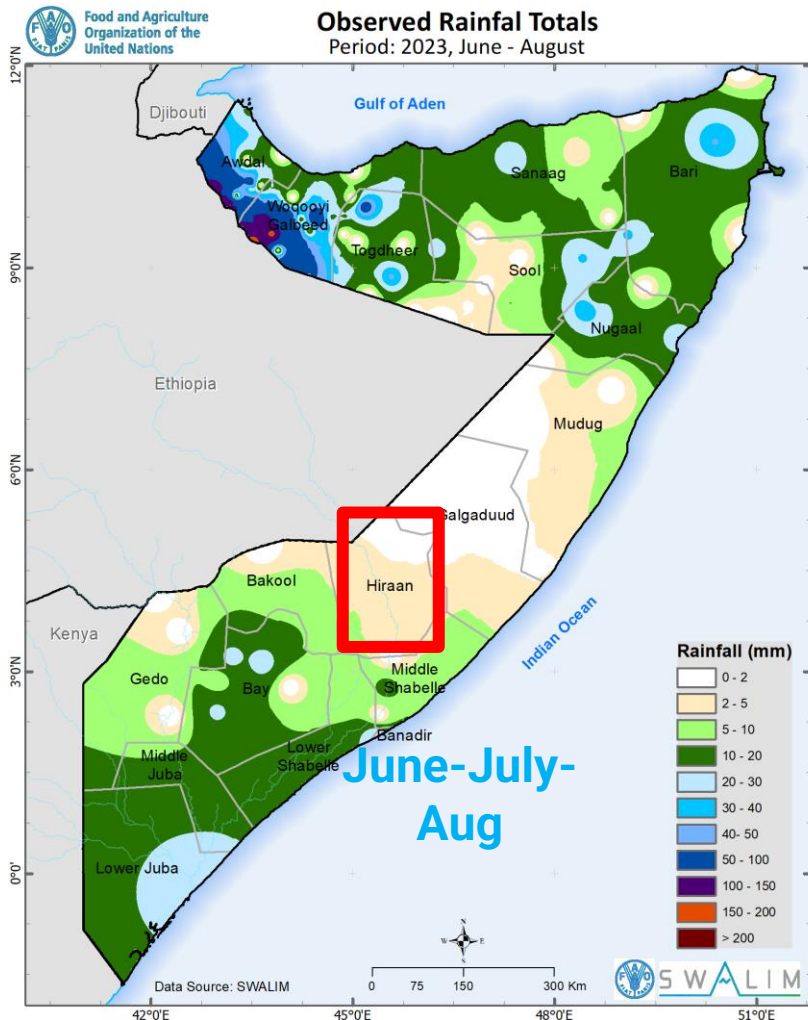 Food and Agriculture
Organization of the
United Nations
Observed Rainfal Totals
Period: 2023, June - August
12°0'N
9°0'N
6°0'N
3°0'N
0°0'
Djibouti
Gulf of Aden
Awdal
Woqooyi
Galbeed
Togdheer
Sanaag
Bari
Sool
Nugaal
Ethiopia
Mudug
Galgaduud
Hiraan
Bakool
Kenya
Gedo
Bay
Middle
Shabelle
Banadir
Lower
Shabelle
Middle
Juba
Lower Juba
Indian Ocean
June-July-
Aug
Rainfall (mm)
0 - 2
2 - 5
5 - 10
10 - 20
20 - 30
30 - 40
40- 50
50 - 100
100 - 150
150 - 200
> 200
N
W
E
S
Data Source: SWALIM
0 75 150 300 Km
SWALIM
42°0'E
45°0'E
48°0'E
51°0'E